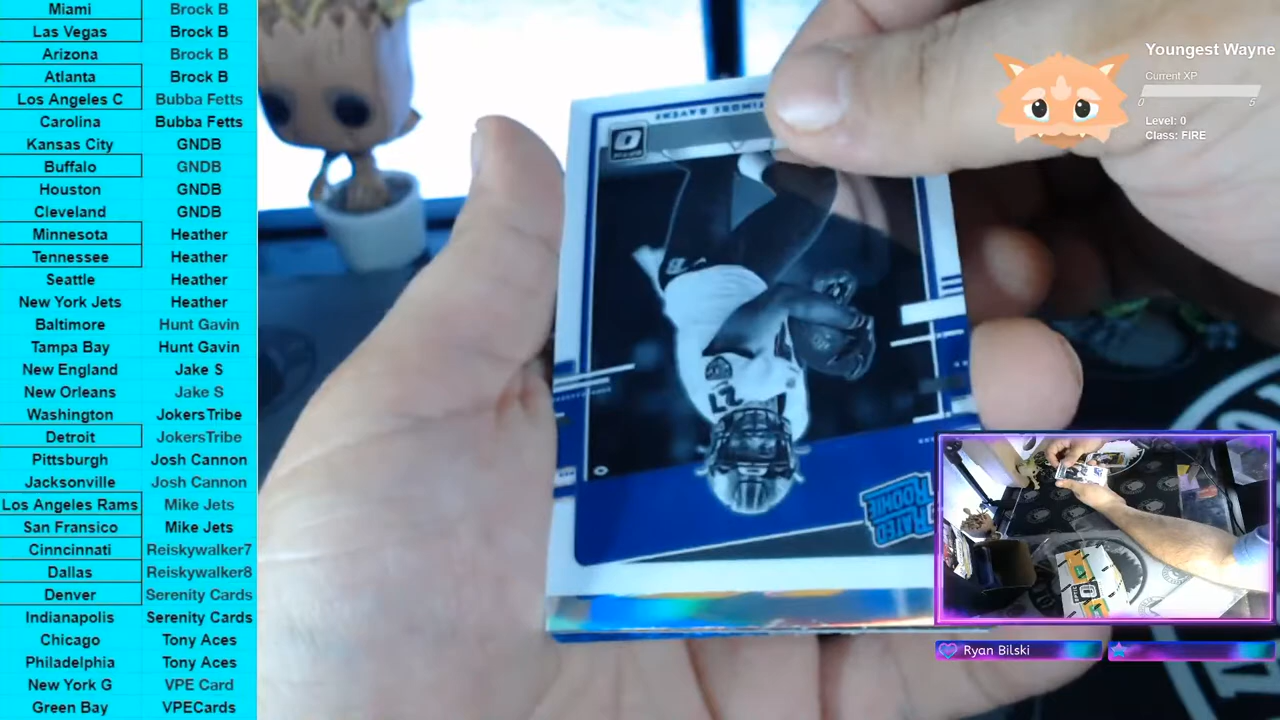 Miami Brock B
Las Vegas Brock B
Arizona Brock B
Atlanta Brock B
Los Angeles C Bubba Fetts
Carolina Bubba Fetts
Kansas City GNDB
Buffalo GNDB
Houston GNDB
Cleveland GNDB
Minnesota Heather
Tennessee Heather
Seattle Heather
New York Jets Heather
Baltimore Hunt Gavin
Tampa Bay Hunt Gavin
New England Jake S
New Orleans Jake S
Washington JokersTribe
Detroit JokersTribe
Pittsburgh Josh Cannon
Jacksonville Josh Cannon
Los Angeles Rams Mike Jets
San Fransico Mike Jets
Cinncinnati Reiskywalker7
Dallas Reiskywalker8
Denver Serenity Cards
Indianapolis Serenity Cards
Chicago Tony Aces
Philadelphia Tony Aces
New York G VPE Card
Green Bay VPECards
RAVENS
O
27
RATED
ROOKIE
Youngest Wayne
Current XP
0 5
Level: 0
Class: FIRE
Ryan Bilski